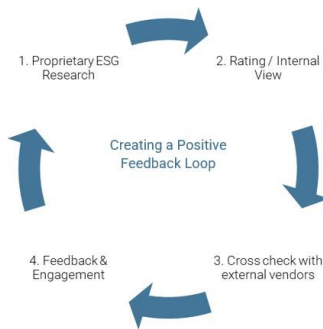 1. Proprietary ESG
Research
2. Rating / Internal
View
Creating a Positive
Feedback Loop
4. Feedback &
Engagement
3. Cross check with
external vendors